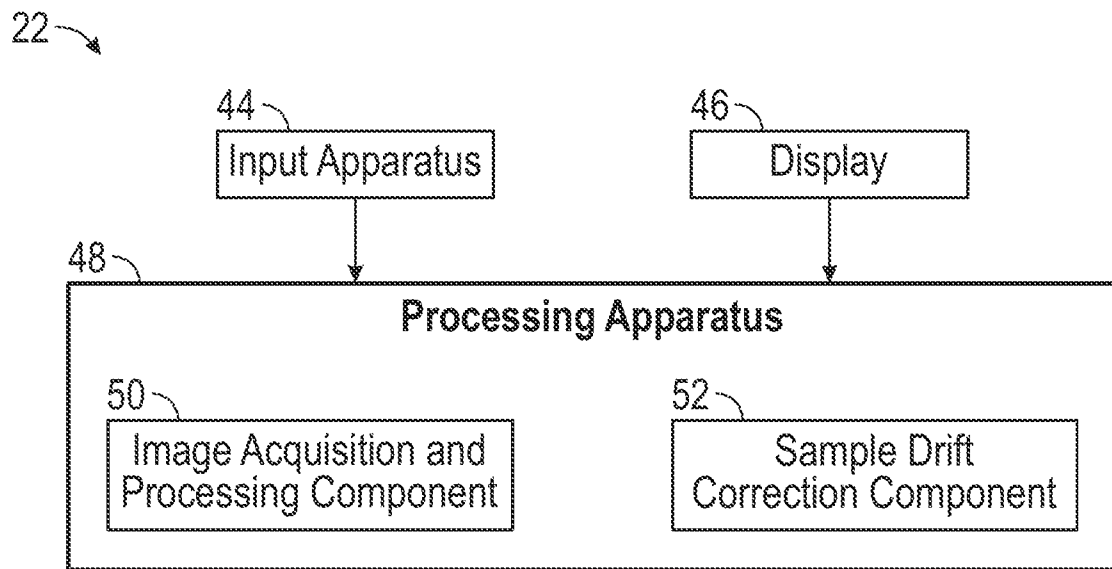 22
44
46
Input Apparatus
Display
48
Processing Apparatus
50
52
Image Acquisition and
Processing Component
Sample Drift
Correction Component